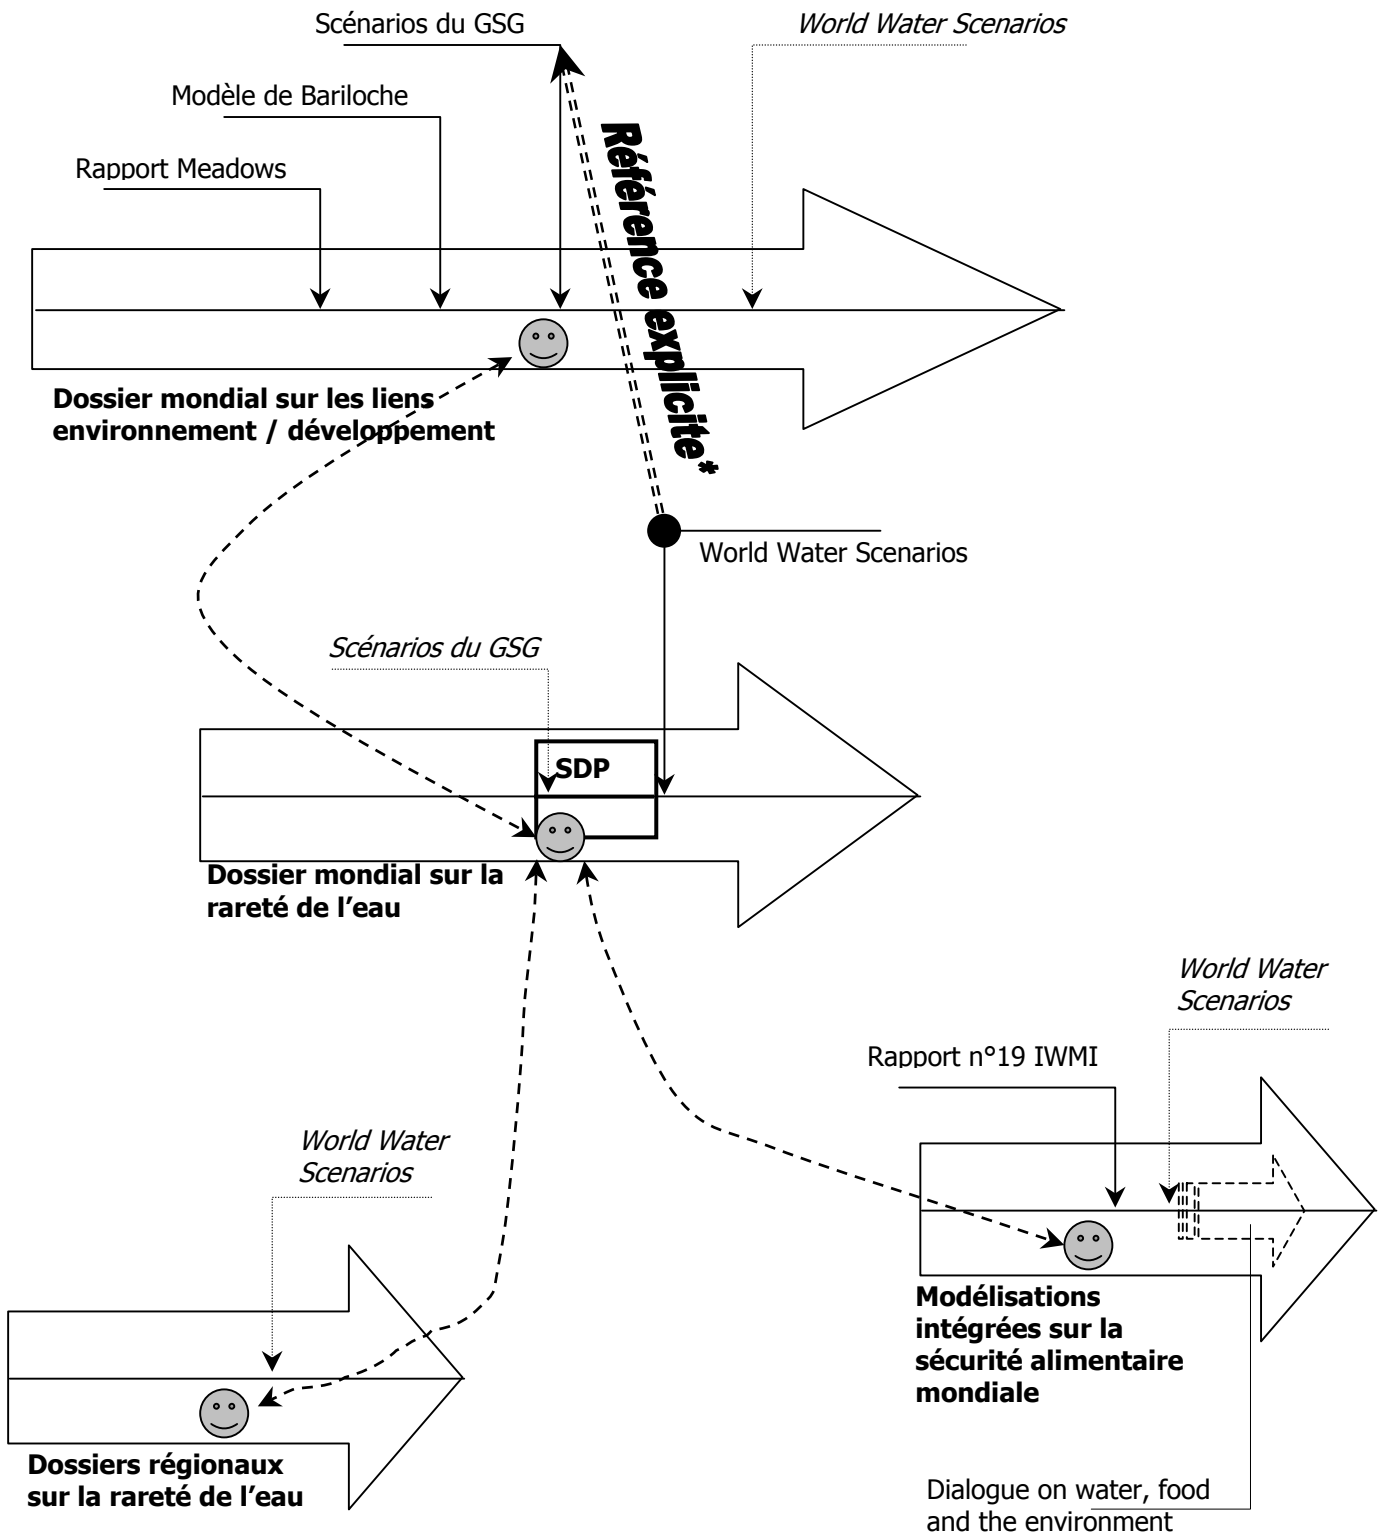 Scénarios du GSG
World Water Scenarios
Modèle de Bariloche
Rapport Meadows
Référence explicite*
Dossier mondial sur les liens
environnement / développement
World Water Scenarios
Scénarios du GSG
SDP
Dossier mondial sur la
rareté de l'eau
World Water
Scenarios
Rapport n°19 IWMI
World Water
Scenarios
Modélisations
intégrées sur la
sécurité alimentaire
mondiale
Dossiers régionaux
sur la rareté de l'eau
Dialogue on water, food
and the environment